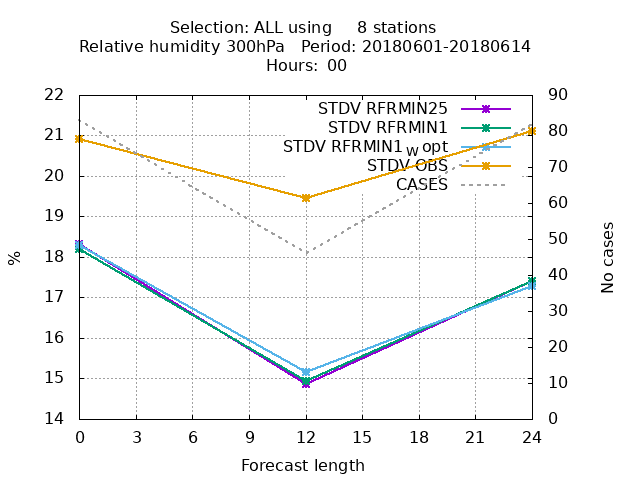 Selection: ALL using 8 stations
Relative humidity 300hPa Period: 20180601-20180614
Hours: 00
STDV RFRMIN25
STDV RFRMIN1
STDV RFRMIN1_W opt
STDV OBS
CASES
22
21
20
19
18
17
16
15
14
%
90
80
70
60
50
40
30
20
10
0
No cases
0 3 6 9 12 15 18 21 24
Forecast length